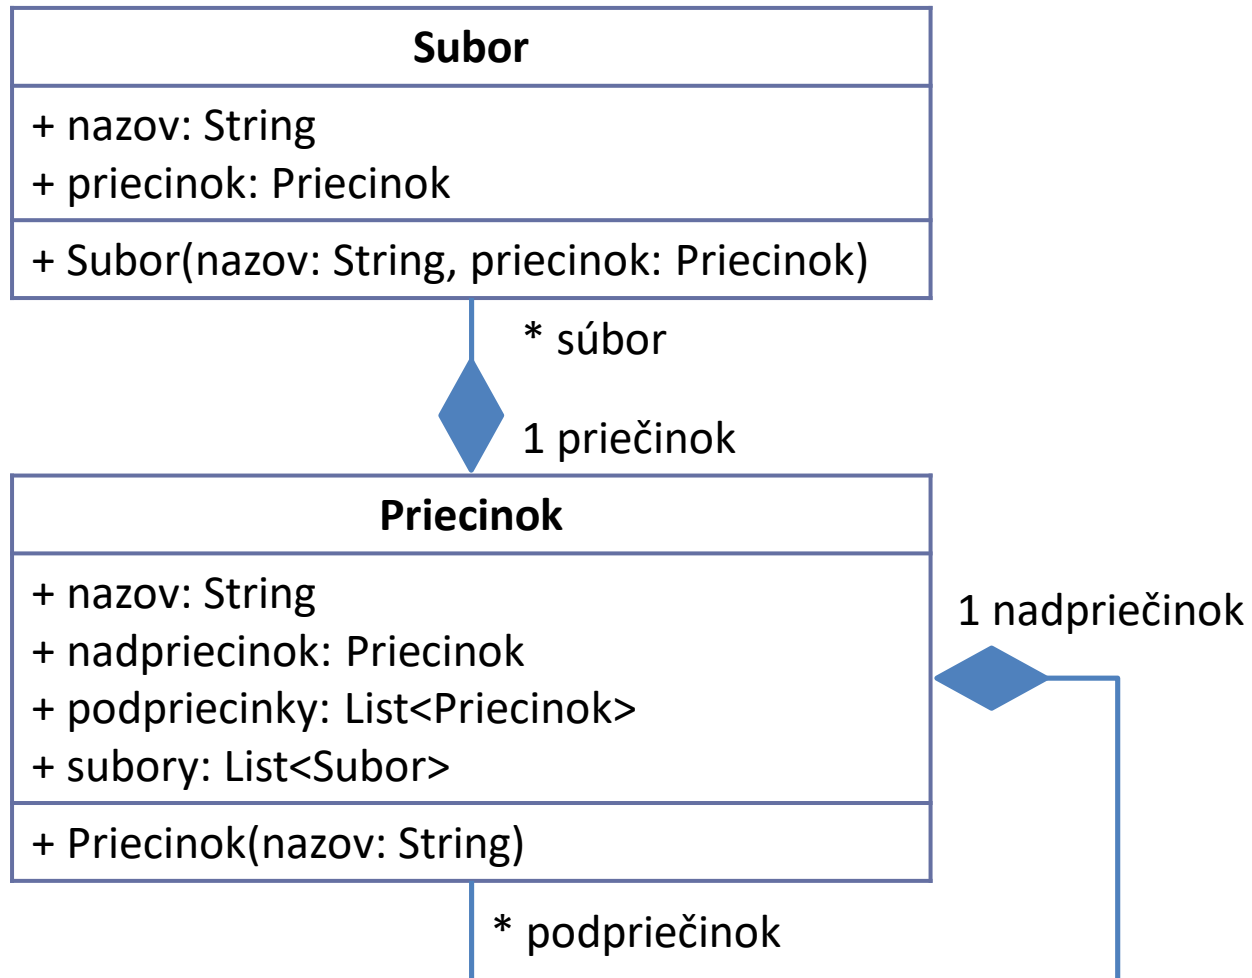 Subor
+ nazov: String
+ priecinok: Priecinok
+ Subor(nazov: String, priecinok: Priecinok)
* súbor
1 priečinok
Priecinok
+ nazov: String
+ nadpriecinok: Priecinok
+ podpriecinky: List<Priecinok>
+ subory: List<Subor>
+ Priecinok(nazov: String)
1 nadpriečinok
* podpriečinok